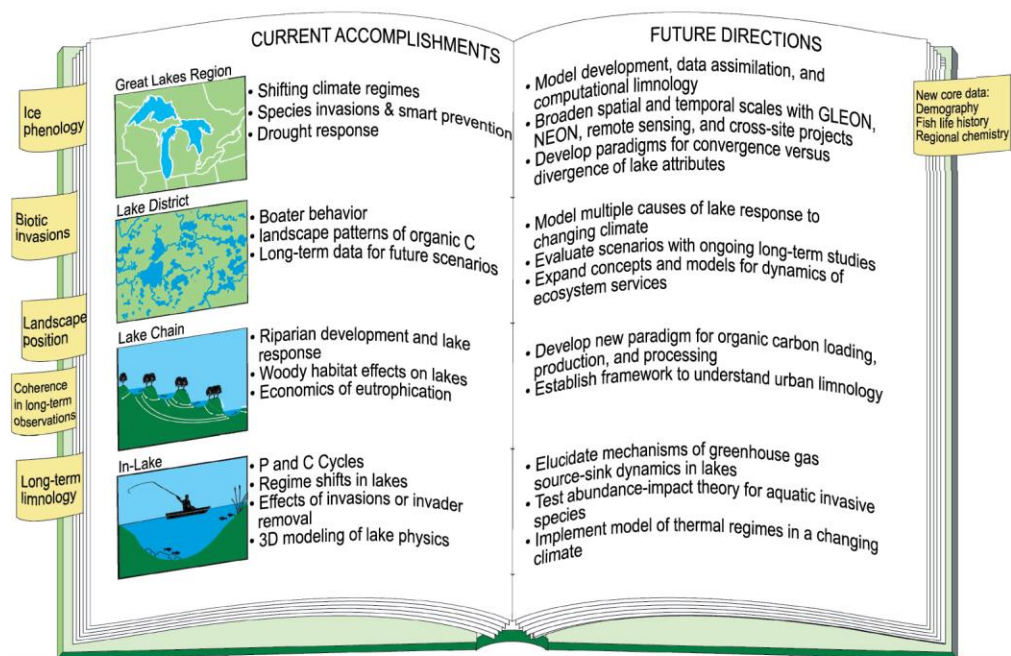 CURRENT ACCOMPLISHMENTS
FUTURE DIRECTIONS
Ice
phenology
Biotic
invasions
Landscape
position
Coherence
in long-term
observations
Long-term
limnology
Great Lakes Region
• Shifting climate regimes
• Species invasions & smart prevention
• Drought response
• Model development, data assimilation, and
computational limnology
• Broaden spatial and temporal scales with GLEON,
NEON, remote sensing, and cross-site projects
• Develop paradigms for convergence versus
divergence of lake attributes
Lake District
• Boater behavior
• landscape patterns of organic C
• Long-term data for future scenarios
• Model multiple causes of lake response to
changing climate
• Evaluate scenarios with ongoing long-term studies
• Expand concepts and models for dynamics of
ecosystem services
Lake Chain
• Riparian development and lake
response
• Woody habitat effects on lakes
• Economics of eutrophication
• Develop new paradigm for organic carbon loading,
production, and processing
• Establish framework to understand urban limnology
In-Lake
• P and C Cycles
• Regime shifts in lakes
• Effects of invasions or invader
removal
• 3D modeling of lake physics
• Elucidate mechanisms of greenhouse gas
source-sink dynamics in lakes
• Test abundance-impact theory for aquatic invasive
species
• Implement model of thermal regimes in a changing
climate
New core data:
Demography
Fish life history
Regional chemistry